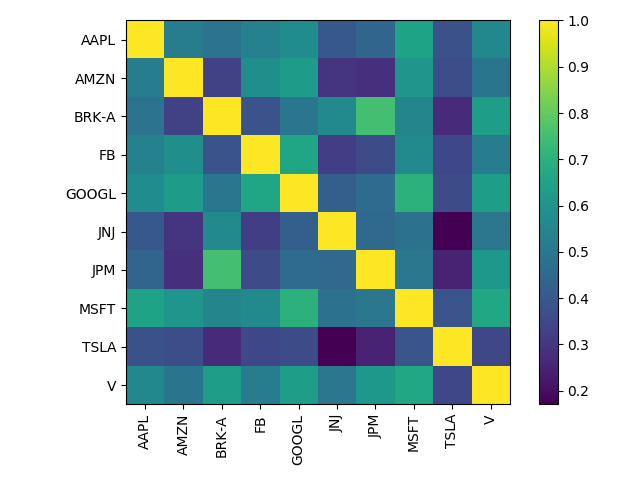 AAPL
AMZN
BRK-A
FB
GOOGL
JNJ
JPM
MSFT
TSLA
V
AAPL
AMZN
BRK-A
FB
GOOGL
JNJ
JPM
MSFT
TSLA
V
1.0
0.9
0.8
0.7
0.6
0.5
0.4
0.3
0.2